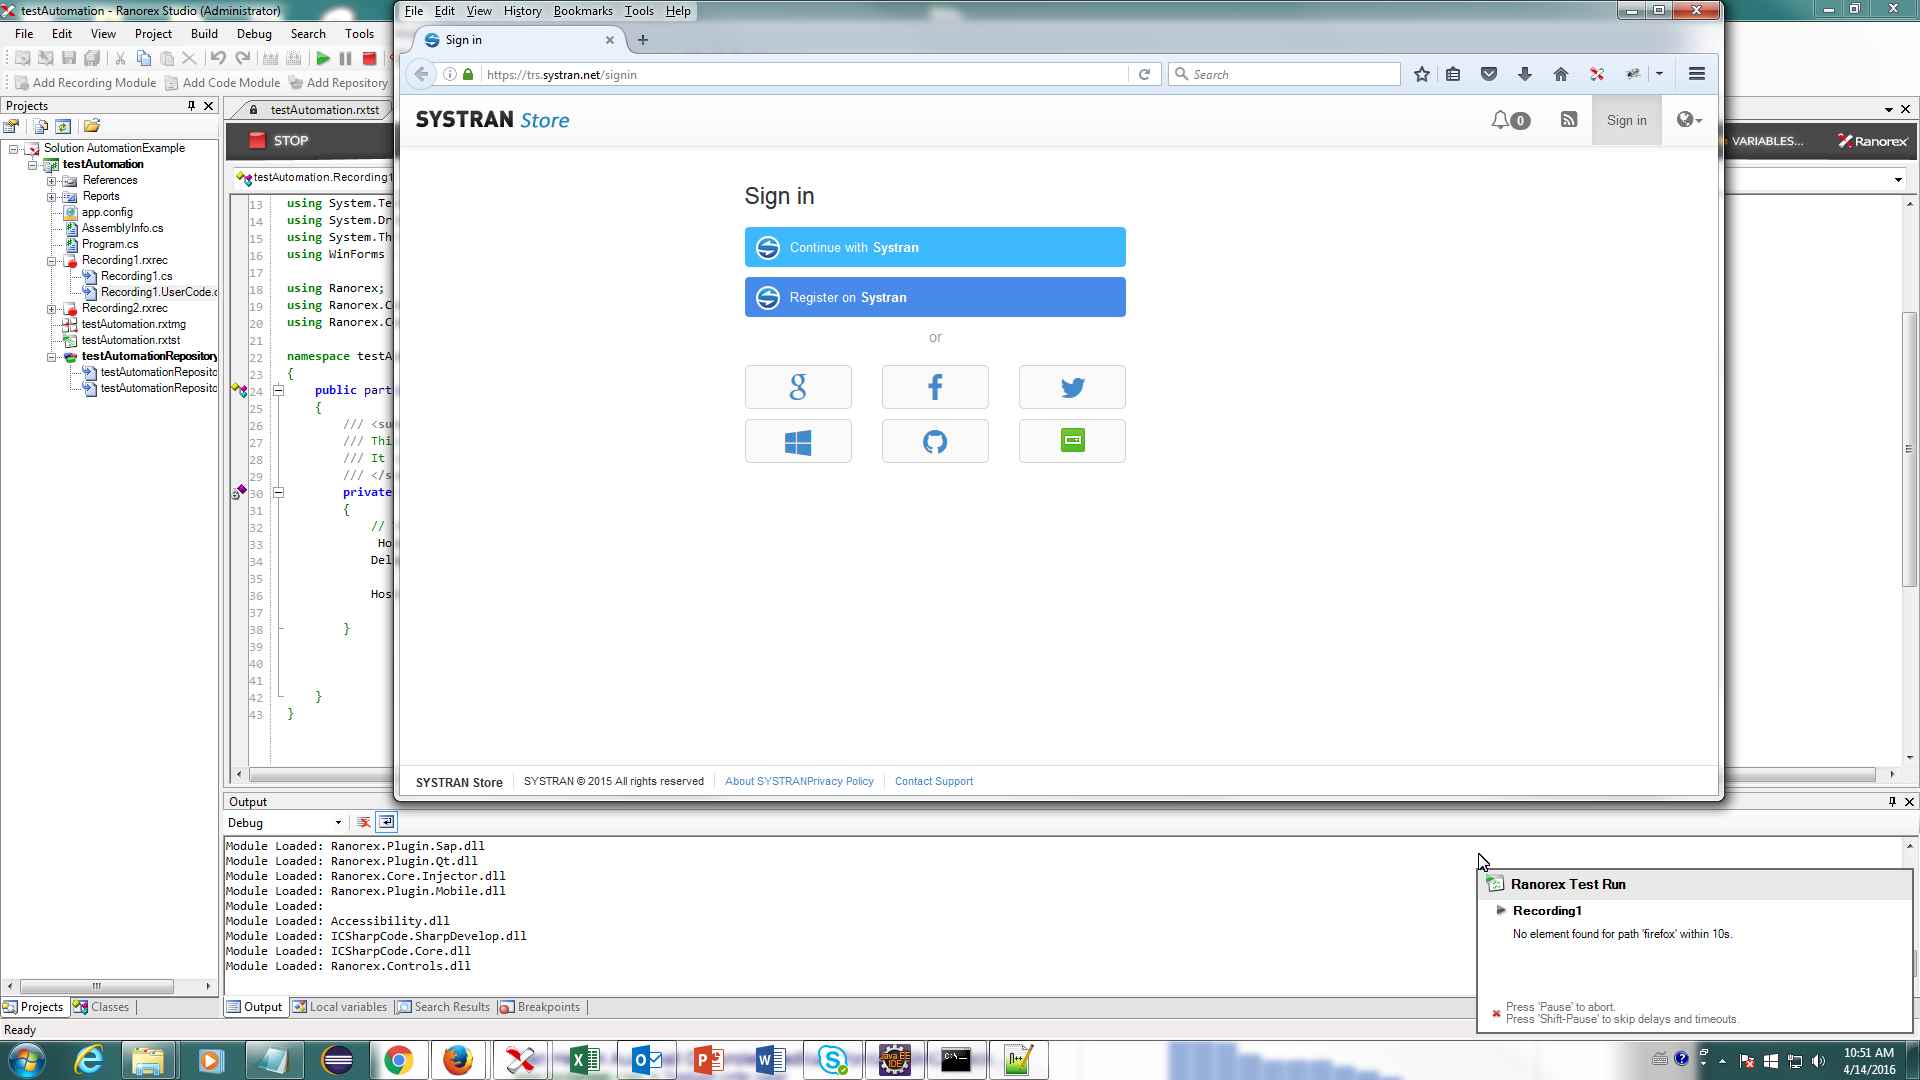 testAutomation - Ranorex Studio (Administrator)
File Edit View Project Build Debug Search Tools
Add Recording Module Add Code Module Add Repository
Projects
Solution AutomationExample
testAutomation
References
Reports
app.config
AssemblyInfo.cs
Program.cs
Recording1.rxrec
Recording1.cs
Recording1.UserCode.c
Recording2.rxrec
testAutomation.rxtmg
testAutomation.rxtst
testAutomationRepository
testAutomationReposito
testAutomationReposito
Projects Classes
Ready
testAutomation.rxtst
STOP
VARIABLES...
Ranorex
testAutomation.Recording1
13 using System.Te
14 using System.Dr
15 using System.Th
16 using WinForms
17
18 using Ranorex;
19 using Ranorex.C
20 using Ranorex.C
21
22 namespace testA
23 {
24 public part
25 {
26 /// <su
27 /// Thi
28 /// It
29 /// </s
30 private
31 {
32 //
33 Ho
34 Del
35
36 Hos
37
38 }
39
40
41
42 }
43 }
File Edit View History Bookmarks Tools Help
Sign in
https://trs.systran.net/signin
Search
SYSTRAN Store
0
Sign in
Sign in
Continue with Systran
Register on Systran
or
SYSTRAN Store
SYSTRAN © 2015 All rights reserved
About SYSTRANPrivacy Policy
Contact Support
Output
Debug
Module Loaded: Ranorex.Plugin.Sap.dll
Module Loaded: Ranorex.Plugin.Qt.dll
Module Loaded: Ranorex.Core.Injector.dll
Module Loaded: Ranorex.Plugin.Mobile.dll
Module Loaded:
Module Loaded: Accessibility.dll
Module Loaded: ICSharpCode.SharpDevelop.dll
Module Loaded: ICSharpCode.Core.dll
Module Loaded: Ranorex.Controls.dll
Output Local variables Search Results Breakpoints
Ranorex Test Run
Recording1
No element found for path 'firefox' within 10s.
Press 'Pause' to abort.
Press 'Shift-Pause' to skip delays and timeouts.
10:51 AM
4/14/2016